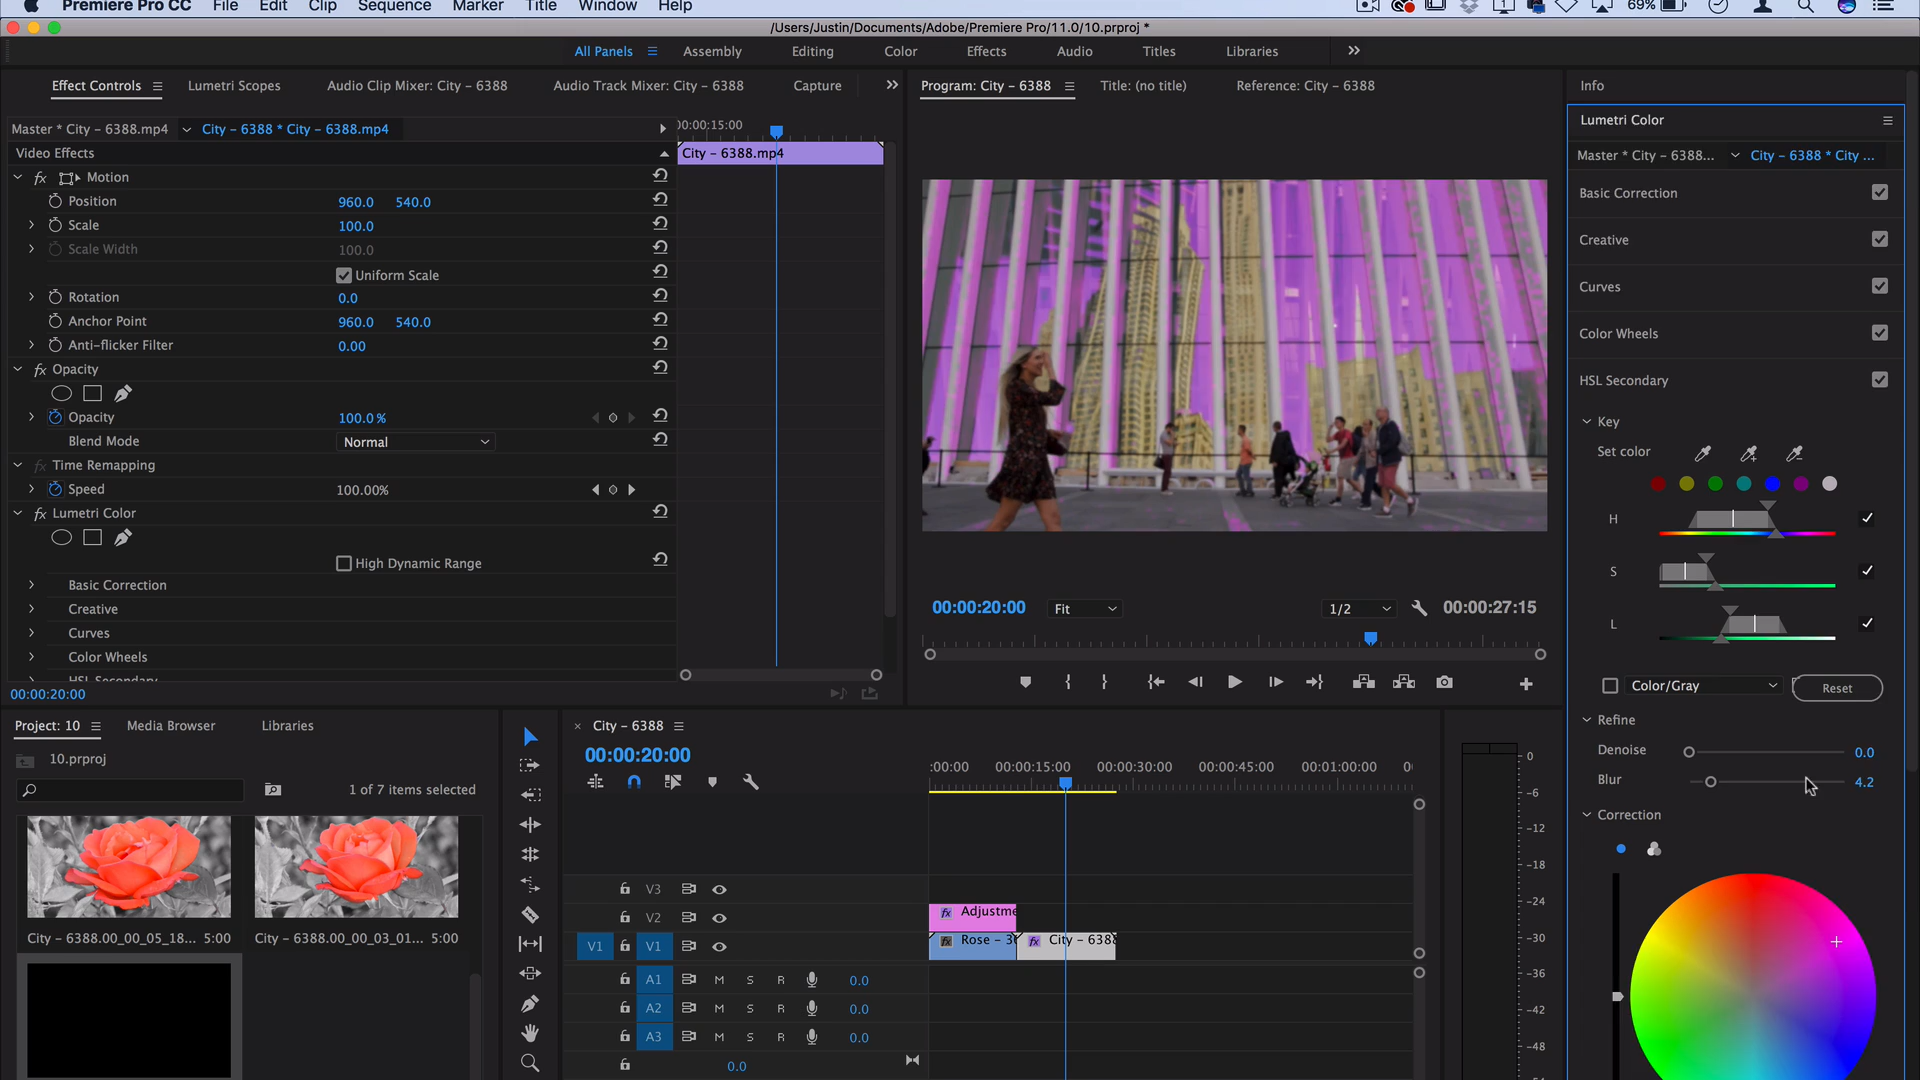 Premiere Pro CC File Edit Clip Sequence Marker Title Window Help 69%
/Users/Justin/Documents/Adobe/Premiere Pro/11.0/10.prproj *
All Panels Assembly Editing Color Effects Audio Titles Libraries
Effect Controls Lumetri Scopes Audio Clip Mixer: City – 6388 Audio Track Mixer: City – 6388 Capture
Master * City – 6388.mp4 City – 6388 * City – 6388.mp4
00:00:15:00
Video Effects
City – 6388.mp4
fx Motion
Position 960.0 540.0
Scale 100.0
Scale Width 100.0
Uniform Scale
Rotation 0.0
Anchor Point 960.0 540.0
Anti-flicker Filter 0.00
fx Opacity
Opacity 100.0 %
Blend Mode Normal
fx Time Remapping
Speed 100.00%
fx Lumetri Color
High Dynamic Range
Basic Correction
Creative
Curves
Color Wheels
HSL Secondary
00:00:20:00
Program: City – 6388 Title: (no title) Reference: City – 6388
00:00:20:00 Fit 1/2 00:00:27:15
Info
Lumetri Color
Master * City – 6388... City – 6388 * City ...
Basic Correction
Creative
Curves
Color Wheels
HSL Secondary
Key
Set color
H
S
L
Color/Gray Reset
Refine
Denoise 0.0
Blur 4.2
Correction
Project: 10 Media Browser Libraries
10.prproj
1 of 7 items selected
City – 6388.00_00_05_18... 5:00 City – 6388.00_00_03_01... 5:00
× City – 6388
00:00:20:00
:00:00 00:00:15:00 00:00:30:00 00:00:45:00 00:01:00:00
V3
V2 fx Adjustme
V1 V1 fx Rose – 3 fx City – 638
A1 M S R 0.0
A2 M S R 0.0
A3 M S R 0.0
0.0
0
-6
-12
-18
-24
-30
-36
-42
-48